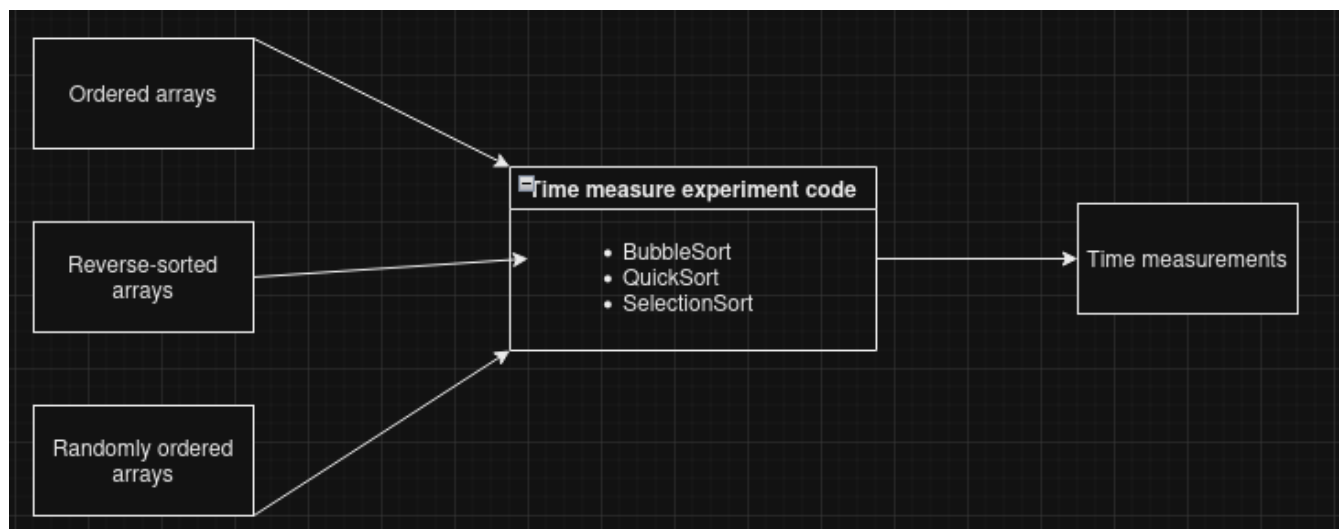 Ordered arrays
Time measure experiment code
Reverse-sorted
arrays
• BubbleSort
• QuickSort
• SelectionSort
Time measurements
Randomly ordered
arrays